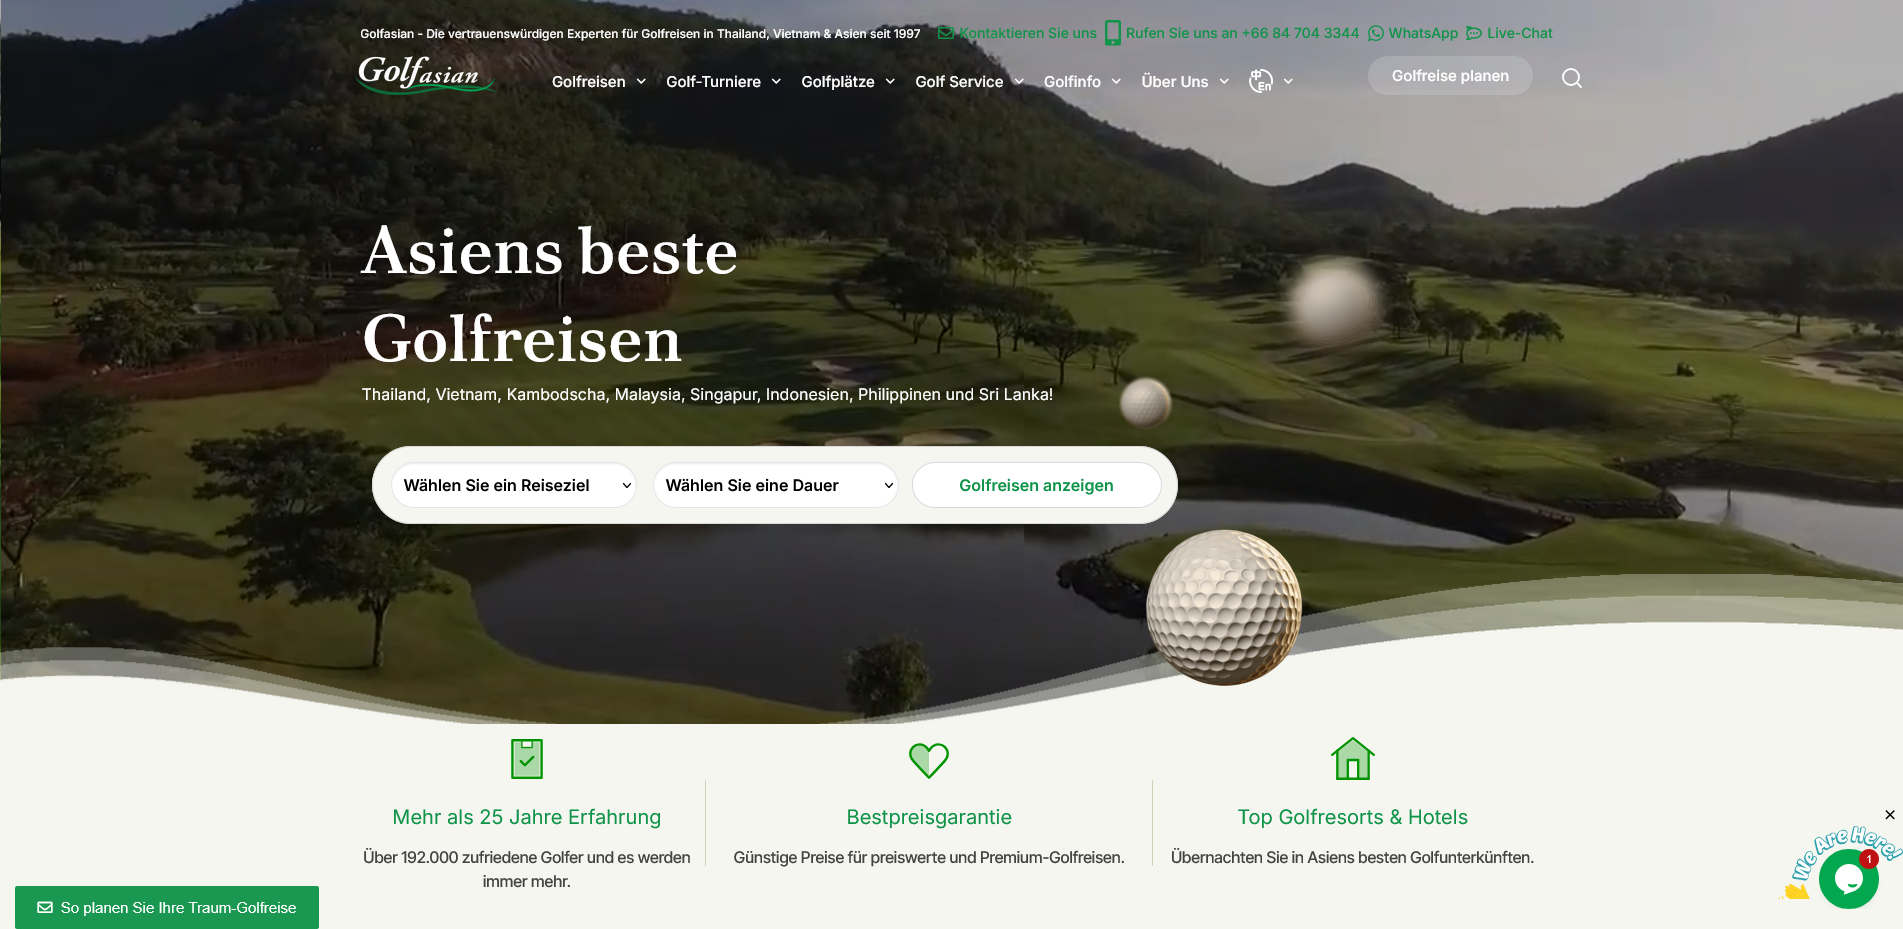 Golfasian - Die vertrauenswürdigen Experten für Golfreisen in Thailand, Vietnam & Asien seit 1997
Kontaktieren Sie uns
Rufen Sie uns an +66 84 704 3344
WhatsApp
Live-Chat
Golfasian
Golfreisen
Golf-Turniere
Golfplätze
Golf Service
Golfinfo
Über Uns
En
Golfreise planen
Asiens beste
Golfreisen
Thailand, Vietnam, Kambodscha, Malaysia, Singapur, Indonesien, Philippinen und Sri Lanka!
Wählen Sie ein Reiseziel
Wählen Sie eine Dauer
Golfreisen anzeigen
Mehr als 25 Jahre Erfahrung
Über 192.000 zufriedene Golfer und es werden
immer mehr.
Bestpreisgarantie
Günstige Preise für preiswerte und Premium-Golfreisen.
Top Golfresorts & Hotels
Übernachten Sie in Asiens besten Golfunterkünften.
So planen Sie Ihre Traum-Golfreise
We Are Here!
1